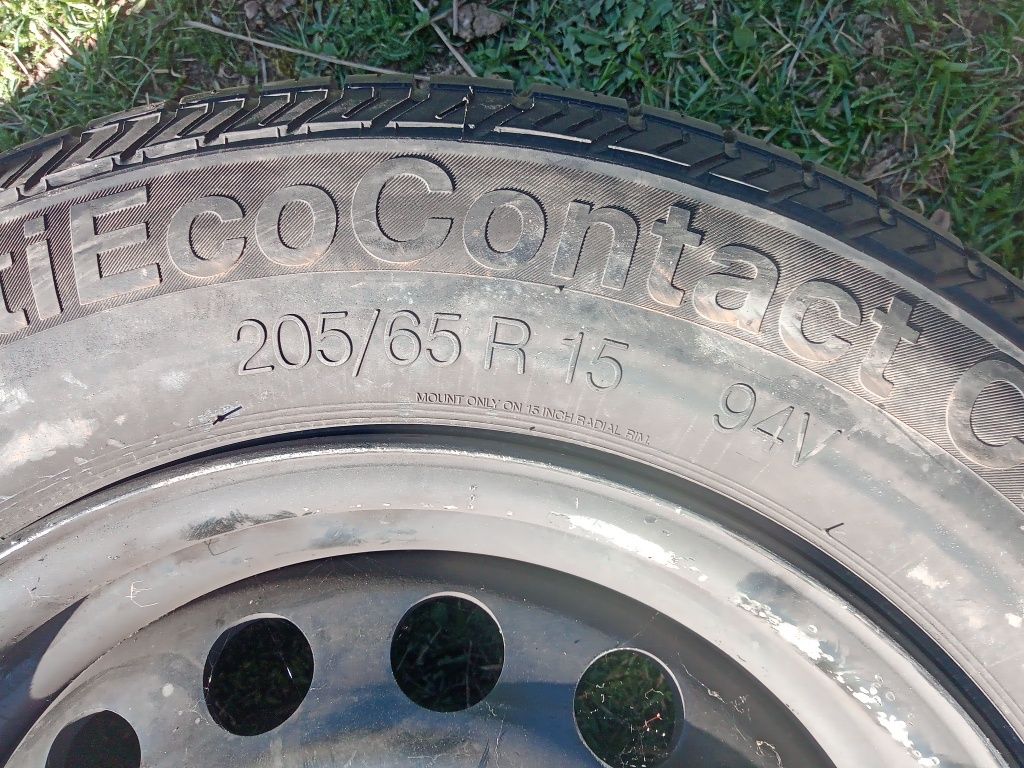 tiEcoContact C
205/65 R 15 94V
MOUNT ONLY ON 15 INCH RADIAL RIM.